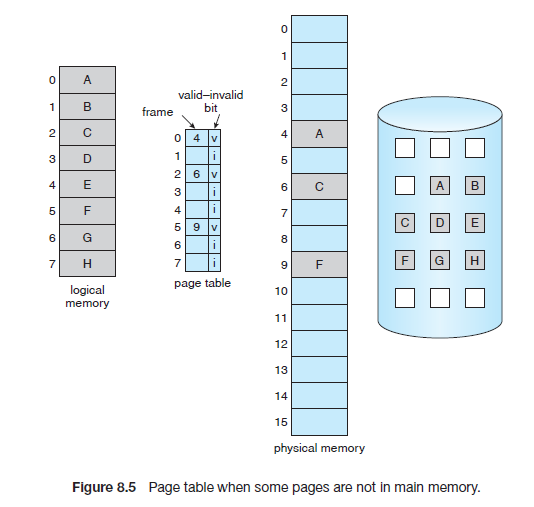 0 A
1 B
2 C
3 D
4 E
5 F
6 G
7 H
logical
memory
valid–invalid
bit
frame
0 4 v
1 i
2 6 v
3 i
4 i
5 9 v
6 i
7 i
page table
0
1
2
3
4 A
5
6 C
7
8
9 F
10
11
12
13
14
15
physical memory
A B
C D E
F G H
Figure 8.5 Page table when some pages are not in main memory.